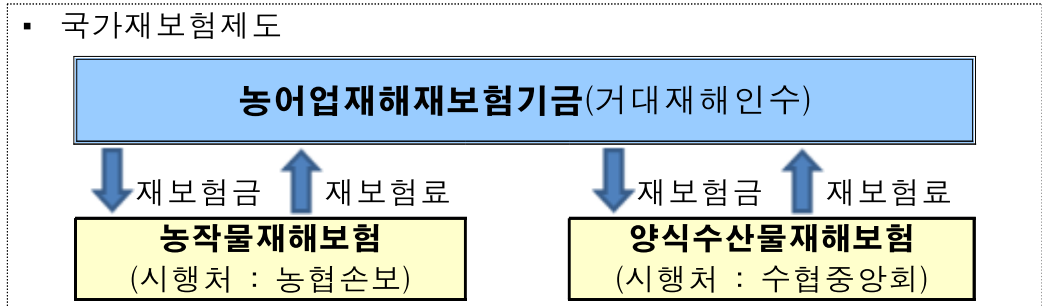 ▪ 국가재보험제도
농어업재해재보험기금(거대재해인수)
재보험금 재보험료 재보험금 재보험료
농작물재해보험 양식수산물재해보험
(시행처 : 농협손보) (시행처 : 수협중앙회)